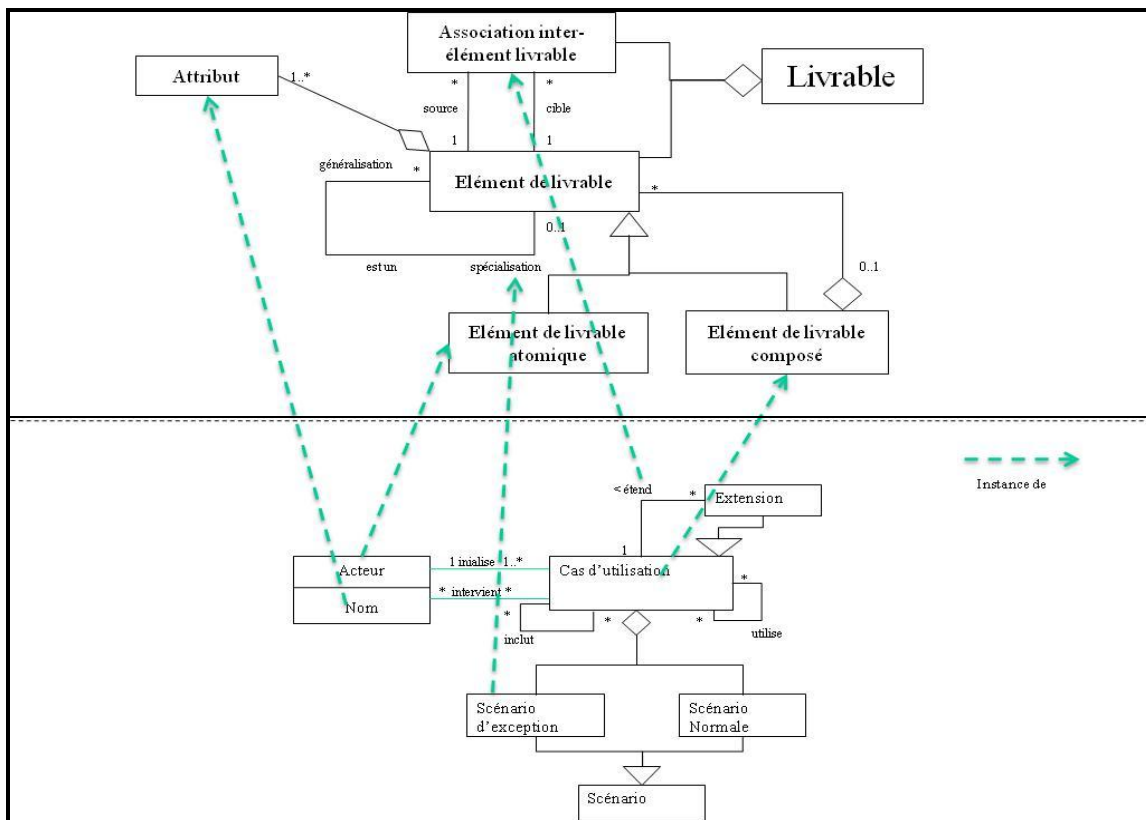 Association inter-
élément livrable
Livrable
Attribut
1..*
*
*
source
cible
1
1
généralisation
*
Elément de livrable
*
0..1
est un
spécialisation
0..1
Elément de livrable
atomique
Elément de livrable
composé
Instance de
< étend
*
Extension
1
Acteur
Nom
1 inialise 1..*
* intervient *
Cas d'utilisation
*
*
utilise
*
*
inclut
Scénario
d'exception
Scénario
Normale
Scénario